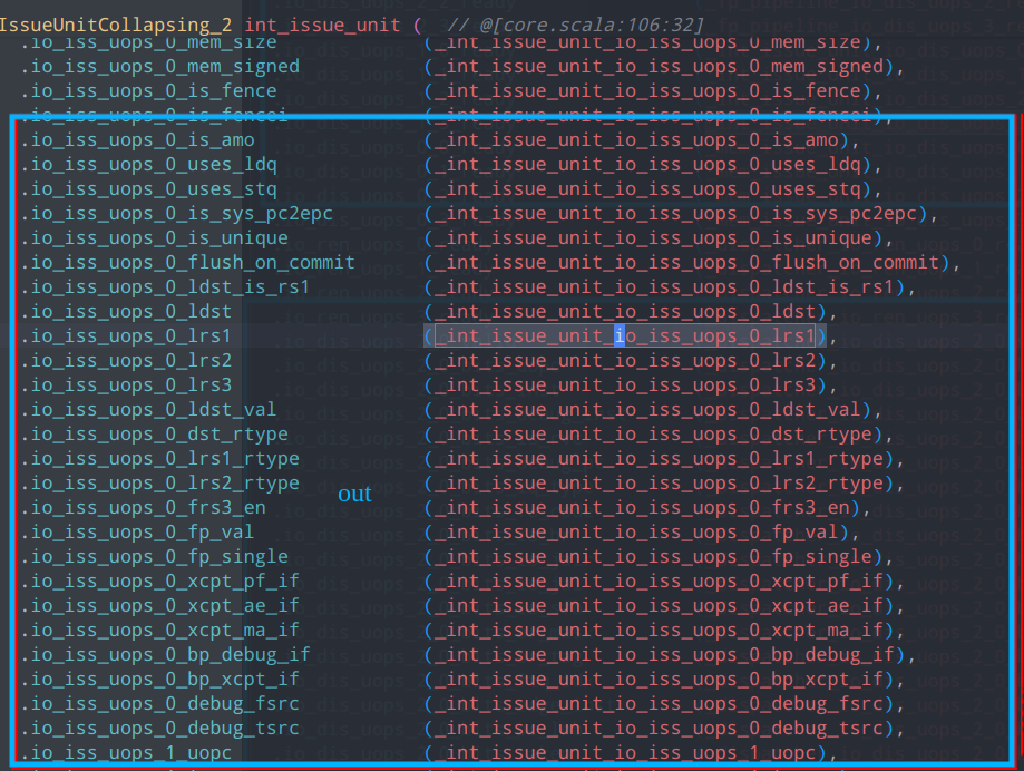 IssueUnitCollapsing_2 int_issue_unit ( // @[core.scala:106:32]
.io_iss_uops_0_mem_size (_int_issue_unit_io_iss_uops_0_mem_size),
.io_iss_uops_0_mem_signed (_int_issue_unit_io_iss_uops_0_mem_signed),
.io_iss_uops_0_is_fence (_int_issue_unit_io_iss_uops_0_is_fence),
.io_iss_uops_0_is_fencei (_int_issue_unit_io_iss_uops_0_is_fencei),
.io_iss_uops_0_is_amo (_int_issue_unit_io_iss_uops_0_is_amo),
.io_iss_uops_0_uses_ldq (_int_issue_unit_io_iss_uops_0_uses_ldq),
.io_iss_uops_0_uses_stq (_int_issue_unit_io_iss_uops_0_uses_stq),
.io_iss_uops_0_is_sys_pc2epc (_int_issue_unit_io_iss_uops_0_is_sys_pc2epc),
.io_iss_uops_0_is_unique (_int_issue_unit_io_iss_uops_0_is_unique),
.io_iss_uops_0_flush_on_commit (_int_issue_unit_io_iss_uops_0_flush_on_commit),
.io_iss_uops_0_ldst_is_rs1 (_int_issue_unit_io_iss_uops_0_ldst_is_rs1),
.io_iss_uops_0_ldst (_int_issue_unit_io_iss_uops_0_ldst),
.io_iss_uops_0_lrs1 (_int_issue_unit_io_iss_uops_0_lrs1),
.io_iss_uops_0_lrs2 (_int_issue_unit_io_iss_uops_0_lrs2),
.io_iss_uops_0_lrs3 (_int_issue_unit_io_iss_uops_0_lrs3),
.io_iss_uops_0_ldst_val (_int_issue_unit_io_iss_uops_0_ldst_val),
.io_iss_uops_0_dst_rtype (_int_issue_unit_io_iss_uops_0_dst_rtype),
.io_iss_uops_0_lrs1_rtype (_int_issue_unit_io_iss_uops_0_lrs1_rtype),
.io_iss_uops_0_lrs2_rtype (_int_issue_unit_io_iss_uops_0_lrs2_rtype),
out
.io_iss_uops_0_frs3_en (_int_issue_unit_io_iss_uops_0_frs3_en),
.io_iss_uops_0_fp_val (_int_issue_unit_io_iss_uops_0_fp_val),
.io_iss_uops_0_fp_single (_int_issue_unit_io_iss_uops_0_fp_single),
.io_iss_uops_0_xcpt_pf_if (_int_issue_unit_io_iss_uops_0_xcpt_pf_if),
.io_iss_uops_0_xcpt_ae_if (_int_issue_unit_io_iss_uops_0_xcpt_ae_if),
.io_iss_uops_0_xcpt_ma_if (_int_issue_unit_io_iss_uops_0_xcpt_ma_if),
.io_iss_uops_0_bp_debug_if (_int_issue_unit_io_iss_uops_0_bp_debug_if),
.io_iss_uops_0_bp_xcpt_if (_int_issue_unit_io_iss_uops_0_bp_xcpt_if),
.io_iss_uops_0_debug_fsrc (_int_issue_unit_io_iss_uops_0_debug_fsrc),
.io_iss_uops_0_debug_tsrc (_int_issue_unit_io_iss_uops_0_debug_tsrc),
.io_iss_uops_1_uopc (_int_issue_unit_io_iss_uops_1_uopc),